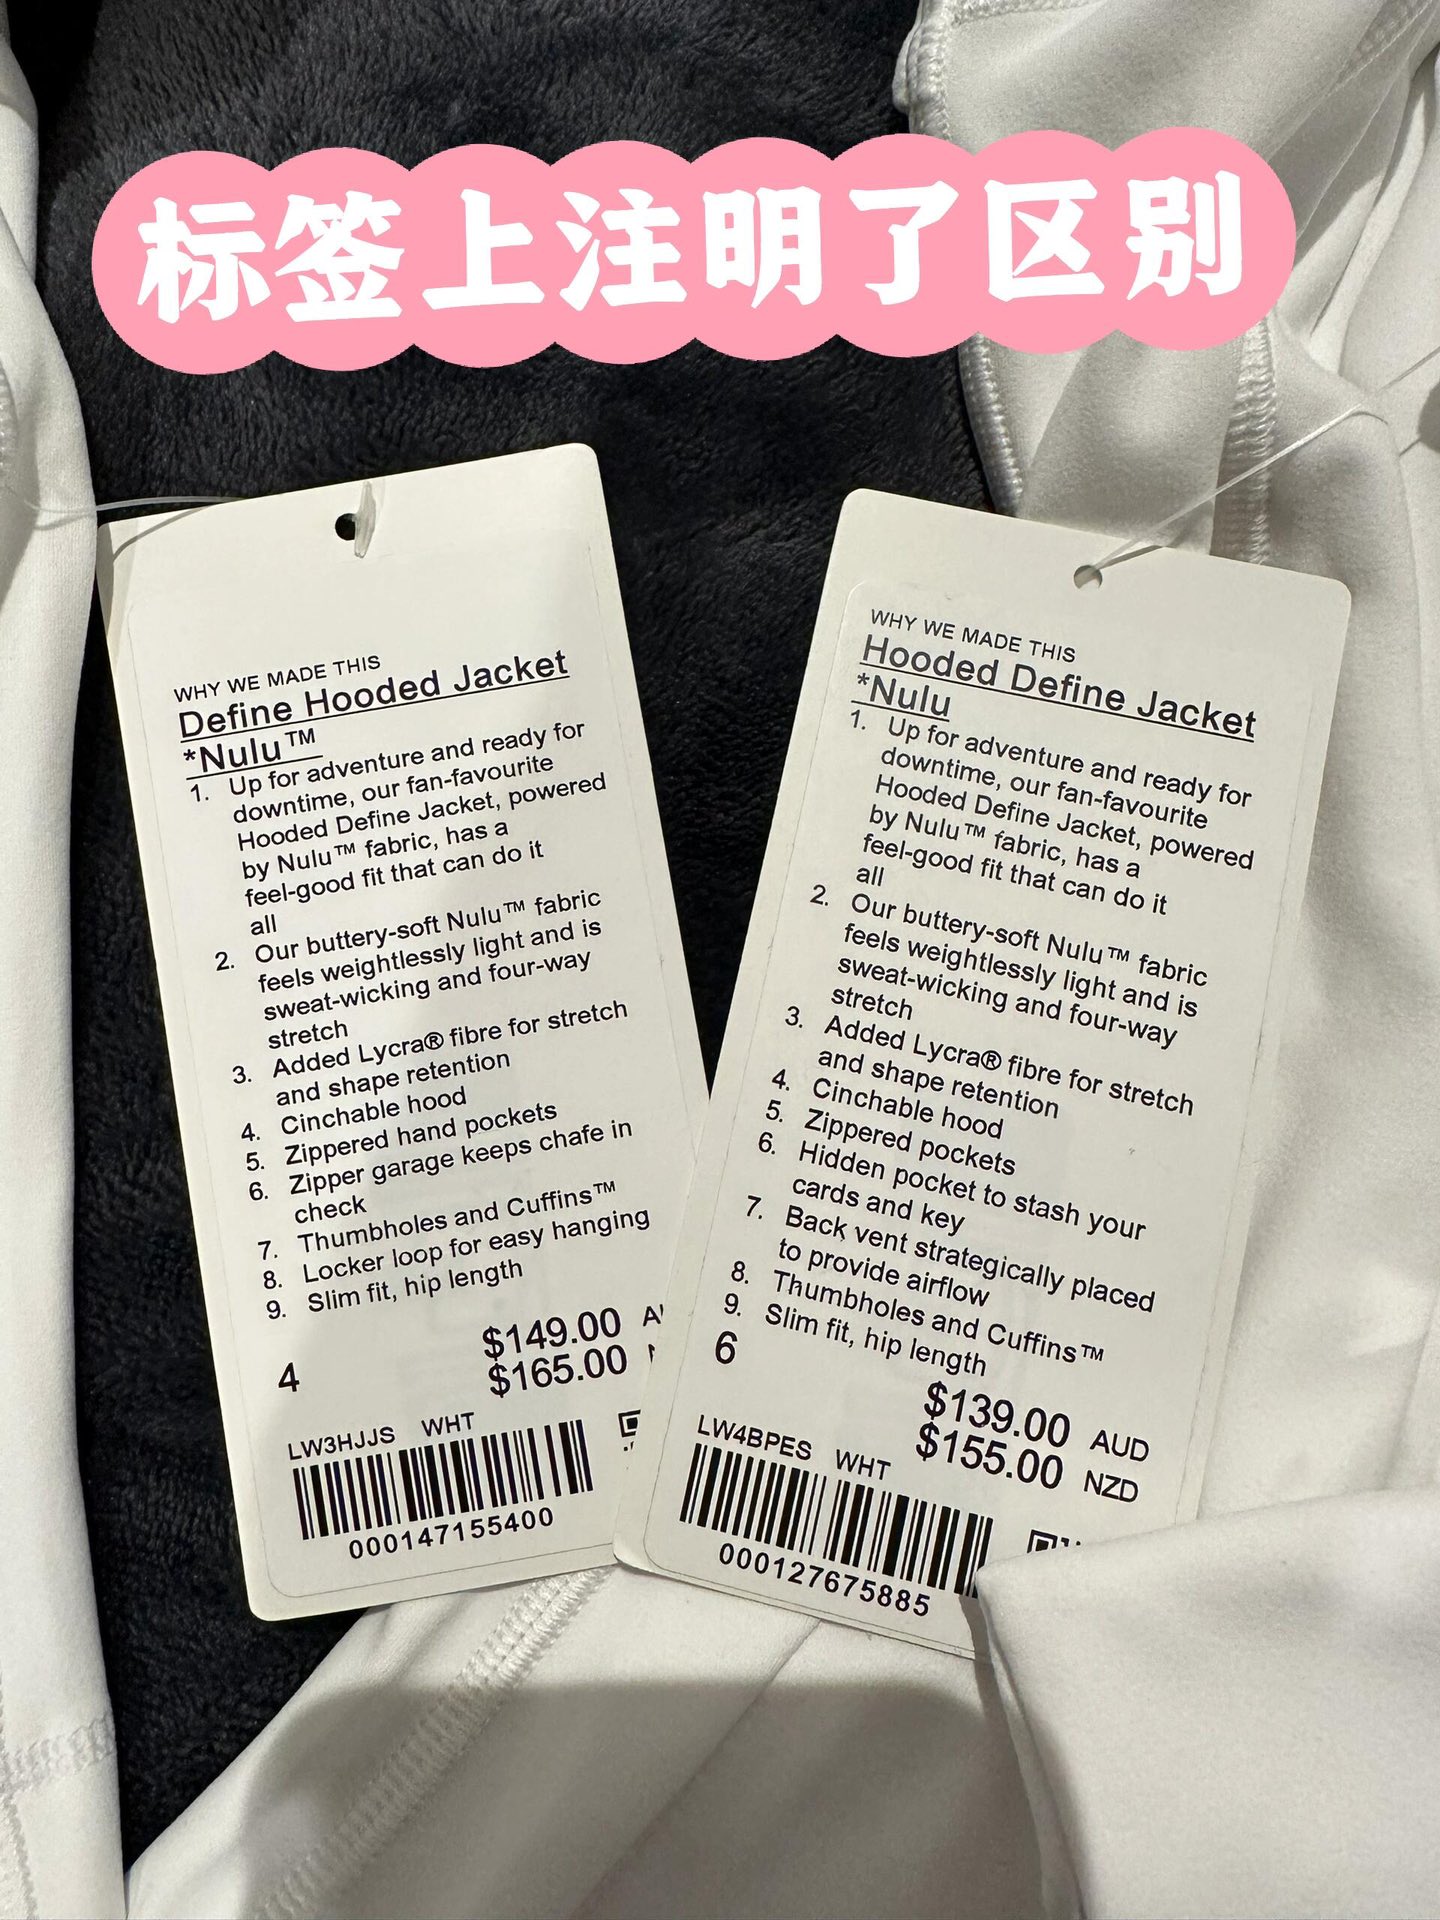 标签上注明了区别
WHY WE MADE THIS
Define Hooded Jacket
*Nulu™
1. Up for adventure and ready for
downtime, our fan-favourite
Hooded Define Jacket, powered
by Nulu™ fabric, has a
feel-good fit that can do it
all
2. Our buttery-soft Nulu™ fabric
feels weightlessly light and is
sweat-wicking and four-way
stretch
3. Added Lycra® fibre for stretch
and shape retention
4. Cinchable hood
5. Zippered hand pockets
6. Zipper garage keeps chafe in
check
7. Thumbholes and Cuffins™
8. Locker loop for easy hanging
9. Slim fit, hip length
$149.00
4 $165.00
LW3HJJS WHT
000147155400
WHY WE MADE THIS
Hooded Define Jacket
*Nulu
1. Up for adventure and ready for
downtime, our fan-favourite
Hooded Define Jacket, powered
by Nulu™ fabric, has a
feel-good fit that can do it
all
2. Our buttery-soft Nulu™ fabric
feels weightlessly light and is
sweat-wicking and four-way
stretch
3. Added Lycra® fibre for stretch
and shape retention
4. Cinchable hood
5. Zippered pockets
6. Hidden pocket to stash your
cards and key
7. Back vent strategically placed
to provide airflow
8. Thumbholes and Cuffins™
9. Slim fit, hip length
6
$139.00 AUD
$155.00 NZD
LW4BPES WHT
000127675885